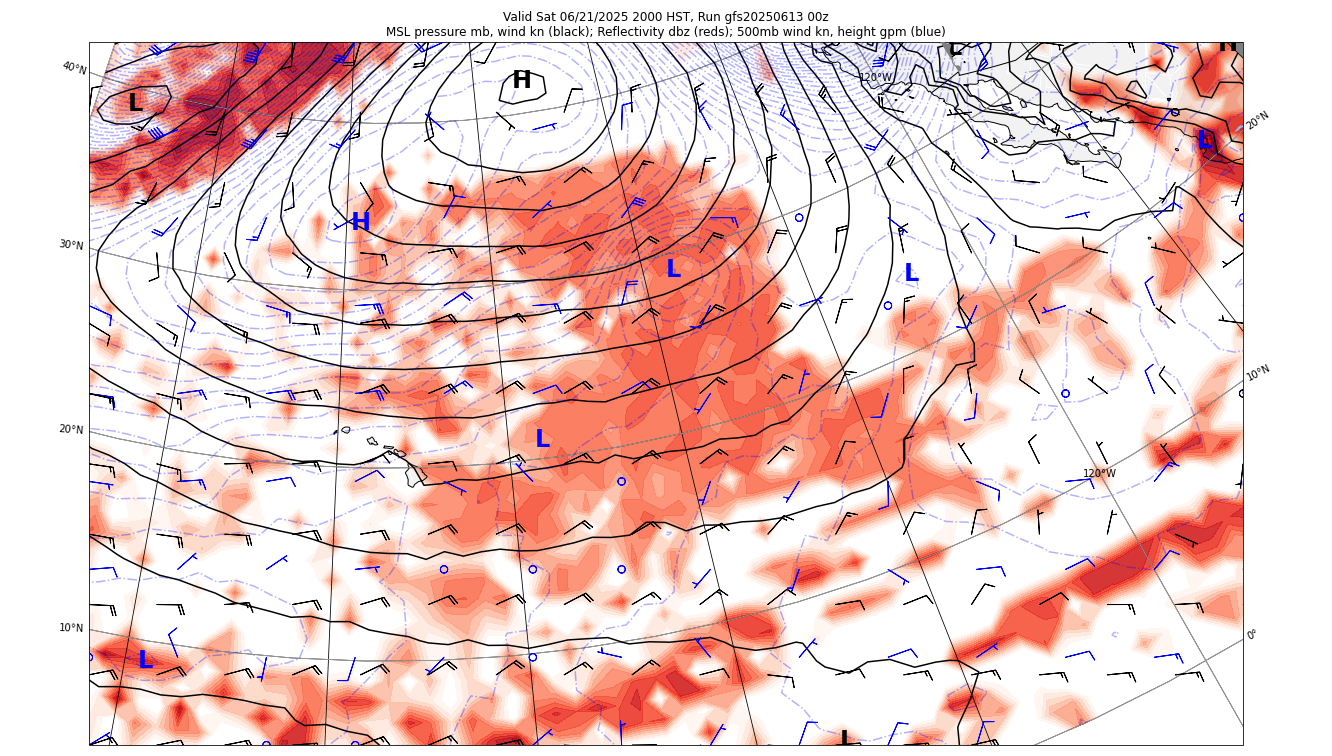 Valid Sat 06/21/2025 2000 HST, Run gfs20250613 00z
MSL pressure mb, wind kn (black); Reflectivity dbz (reds); 500mb wind kn, height gpm (blue)
H
L
40°N
H
120°W
L
20°N
L
H
30°N
L
L
10°N
L
20°N
120°W
10°N
0°
L
L